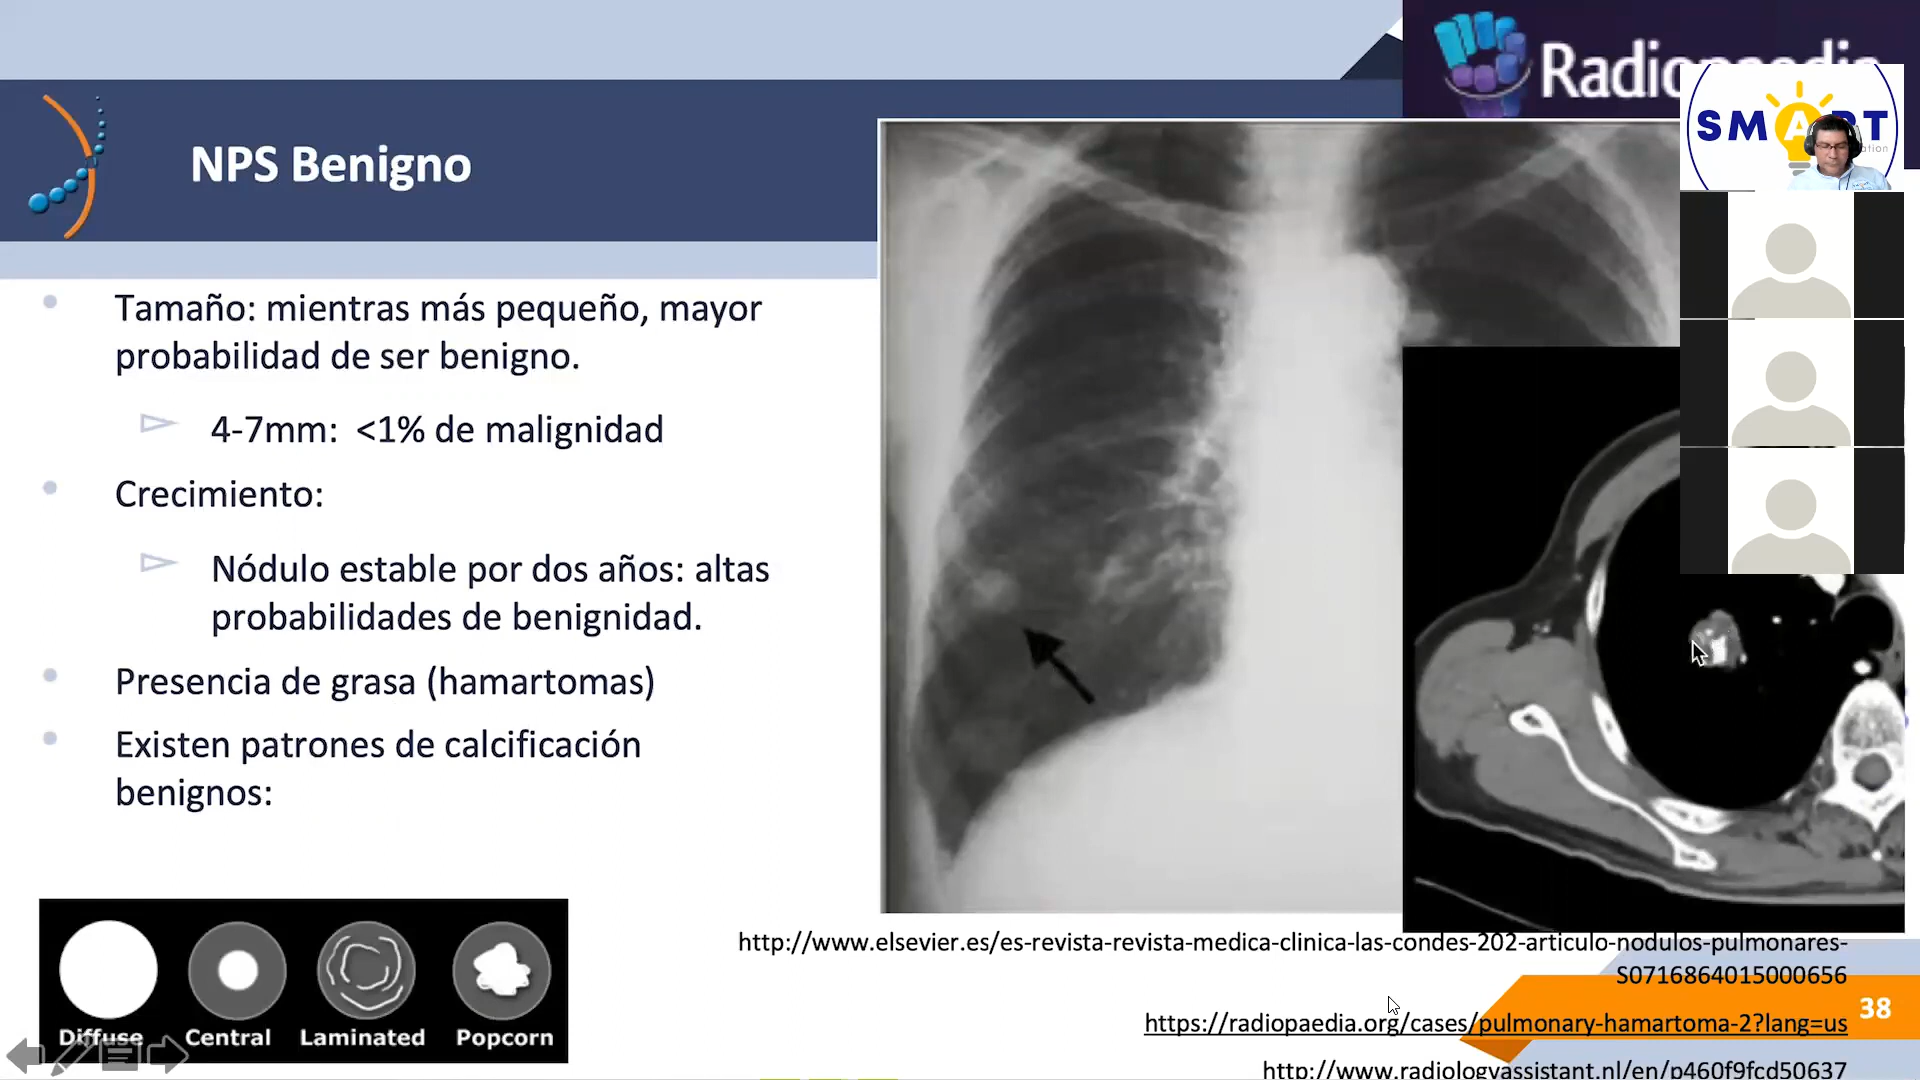 Radiopaedia
SMART
ation
NPS Benigno
Tamaño: mientras más pequeño, mayor
probabilidad de ser benigno.
4-7mm: <1% de malignidad
Crecimiento:
Nódulo estable por dos años: altas
probabilidades de benignidad.
Presencia de grasa (hamartomas)
Existen patrones de calcificación
benignos:
Diffuse Central Laminated Popcorn
http://www.elsevier.es/es-revista-revista-medica-clinica-las-condes-202-articulo-nodulos-pulmonares-
S0716864015000656
https://radiopaedia.org/cases/pulmonary-hamartoma-2?lang=us
http://www.radiologyassistant.nl/en/p460f9fcd50637
38